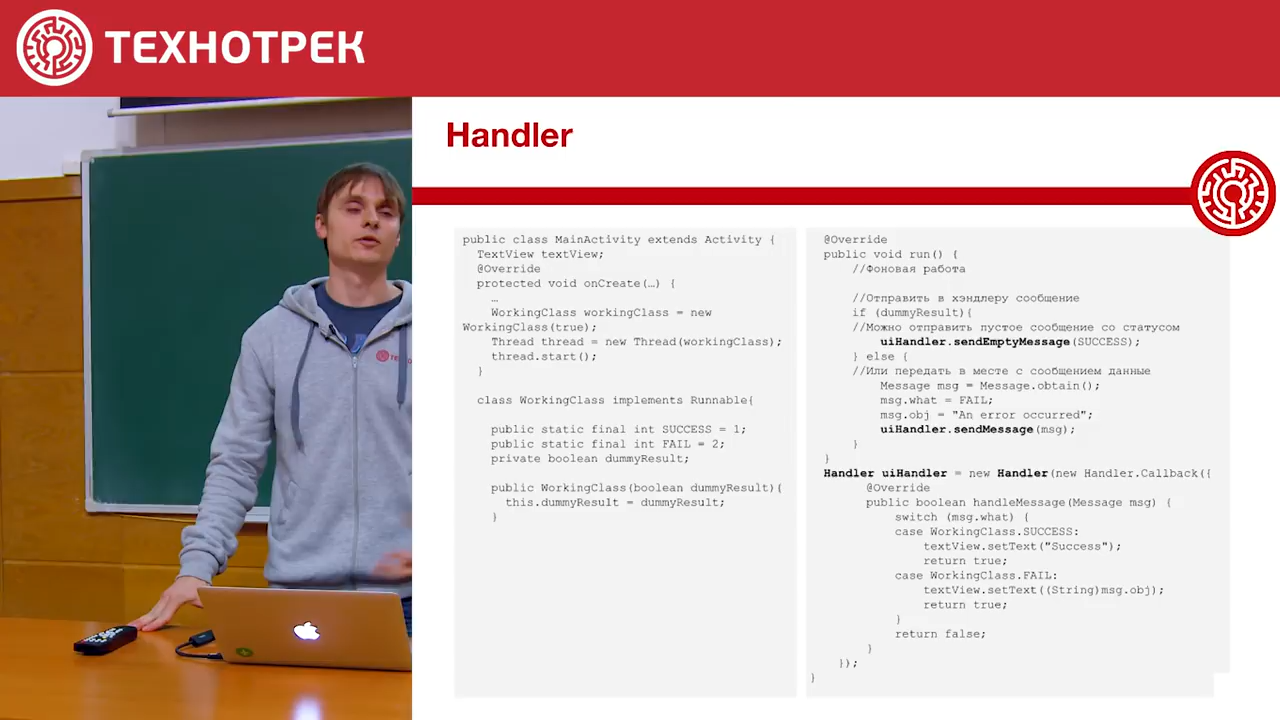 ТЕХНОТРЕК
Handler
public class MainActivity extends Activity {
TextView textView;
@Override
protected void onCreate(…) {
…
WorkingClass workingClass = new
WorkingClass(true);
Thread thread = new Thread(workingClass);
thread.start();
}
class WorkingClass implements Runnable{
public static final int SUCCESS = 1;
public static final int FAIL = 2;
private boolean dummyResult;
public WorkingClass(boolean dummyResult){
this.dummyResult = dummyResult;
}
@Override
public void run() {
//Фоновая работа
//Отправить в хэндлеру сообщение
if (dummyResult){
//Можно отправить пустое сообщение со статусом
uiHandler.sendEmptyMessage(SUCCESS);
} else {
//Или передать в месте с сообщением данные
Message msg = Message.obtain();
msg.what = FAIL;
msg.obj = "An error occurred";
uiHandler.sendMessage(msg);
}
}
Handler uiHandler = new Handler(new Handler.Callback({
@Override
public boolean handleMessage(Message msg) {
switch (msg.what) {
case WorkingClass.SUCCESS:
textView.setText("Success");
return true;
case WorkingClass.FAIL:
textView.setText((String)msg.obj);
return true;
}
return false;
}
});
}